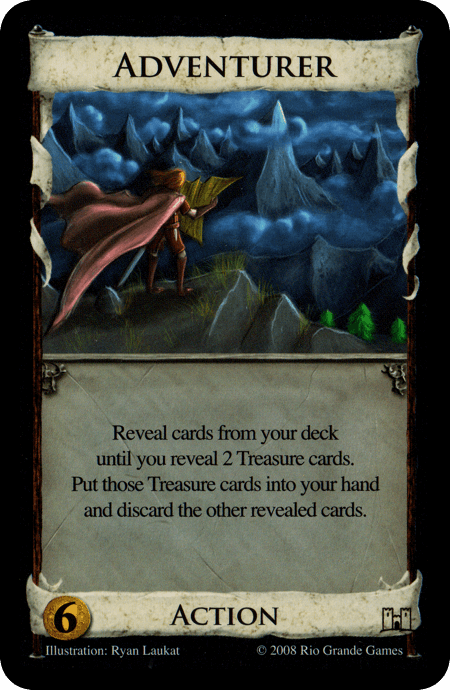 ADVENTURER
Reveal cards from your deck
until you reveal 2 Treasure cards.
Put those Treasure cards into your hand
and discard the other revealed cards.
6
ACTION
Illustration: Ryan Laukat
© 2008 Rio Grande Games